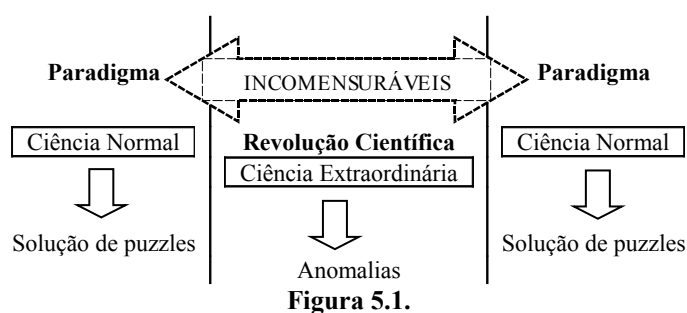 Paradigma
INCOMENSURÁVEIS
Paradigma
Ciência Normal
Revolução Científica
Ciência Extraordinária
Ciência Normal
Solução de puzzles
Anomalias
Solução de puzzles
Figura 5.1.